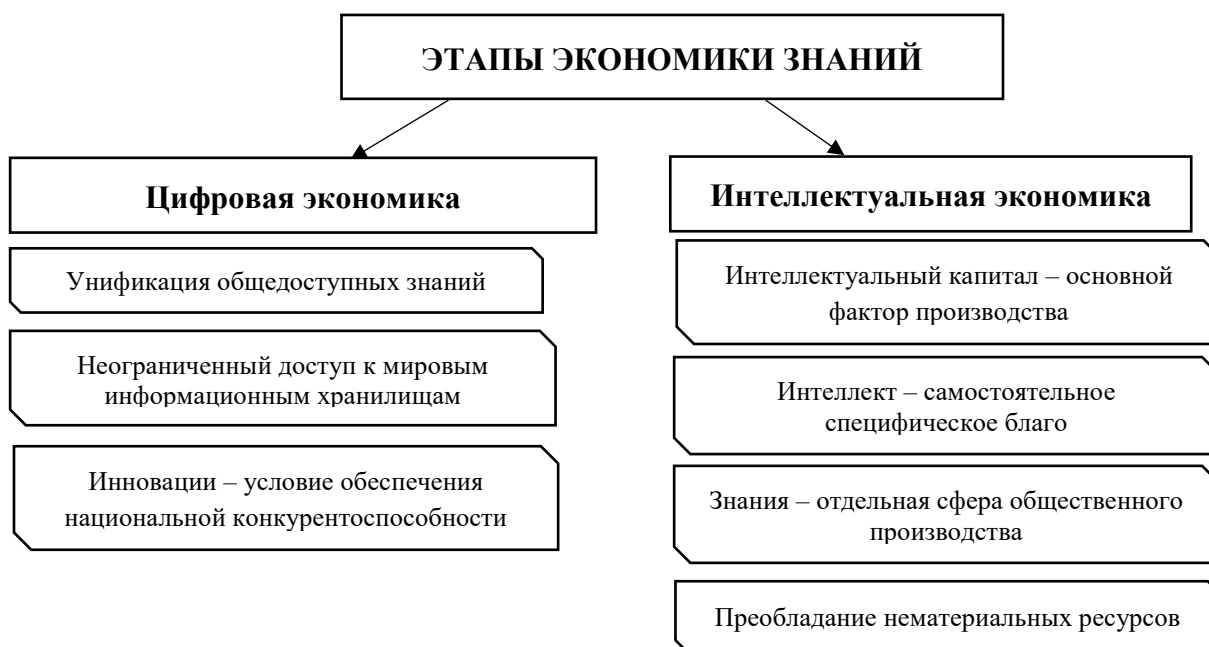 ЭТАПЫ ЭКОНОМИКИ ЗНАНИЙ
Цифровая экономика
Унификация общедоступных знаний
Неограниченный доступ к мировым
информационным хранилищам
Инновации – условие обеспечения
национальной конкурентоспособности
Интеллектуальная экономика
Интеллектуальный капитал – основной
фактор производства
Интеллект – самостоятельное
специфическое благо
Знания – отдельная сфера общественного
производства
Преобладание нематериальных ресурсов